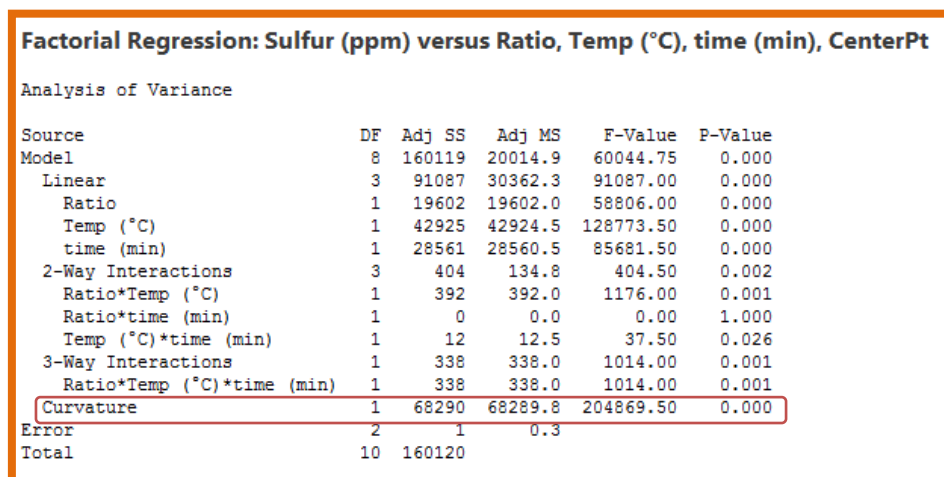 Factorial Regression: Sulfur (ppm) versus Ratio, Temp (°C), time (min), CenterPt
Analysis of Variance
Source DF Adj SS Adj MS F-Value P-Value
Model 8 160119 20014.9 60044.75 0.000
Linear 3 91087 30362.3 91087.00 0.000
Ratio 1 19602 19602.0 58806.00 0.000
Temp (°C) 1 42925 42924.5 128773.50 0.000
time (min) 1 28561 28560.5 85681.50 0.000
2-Way Interactions 3 404 134.8 404.50 0.002
Ratio*Temp (°C) 1 392 392.0 1176.00 0.001
Ratio*time (min) 1 0 0.0 0.00 1.000
Temp (°C)*time (min) 1 12 12.5 37.50 0.026
3-Way Interactions 1 338 338.0 1014.00 0.001
Ratio*Temp (°C)*time (min) 1 338 338.0 1014.00 0.001
Curvature 1 68290 68289.8 204869.50 0.000
Error 2 1 0.3
Total 10 160120